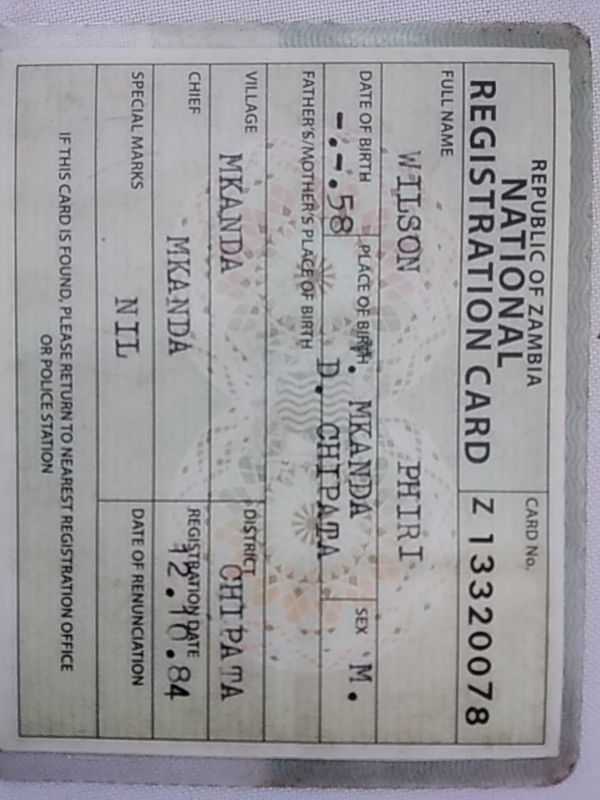 REPUBLIC OF ZAMBIA
NATIONAL
REGISTRATION CARD
CARD No.
Z 13320078
FULL NAME
WILSON PHIRI
DATE OF BIRTH
-.-.58
PLACE OF BIRTH
V. MKANDA
D. CHIPATA
SEX
M.
FATHER'S/MOTHER'S PLACE OF BIRTH
VILLAGE
MKANDA
DISTRICT
CHIPATA
CHIEF
MKANDA
REGISTRATION DATE
12.10.84
SPECIAL MARKS
NIL
DATE OF RENUNCIATION
IF THIS CARD IS FOUND, PLEASE RETURN TO NEAREST REGISTRATION OFFICE
OR POLICE STATION